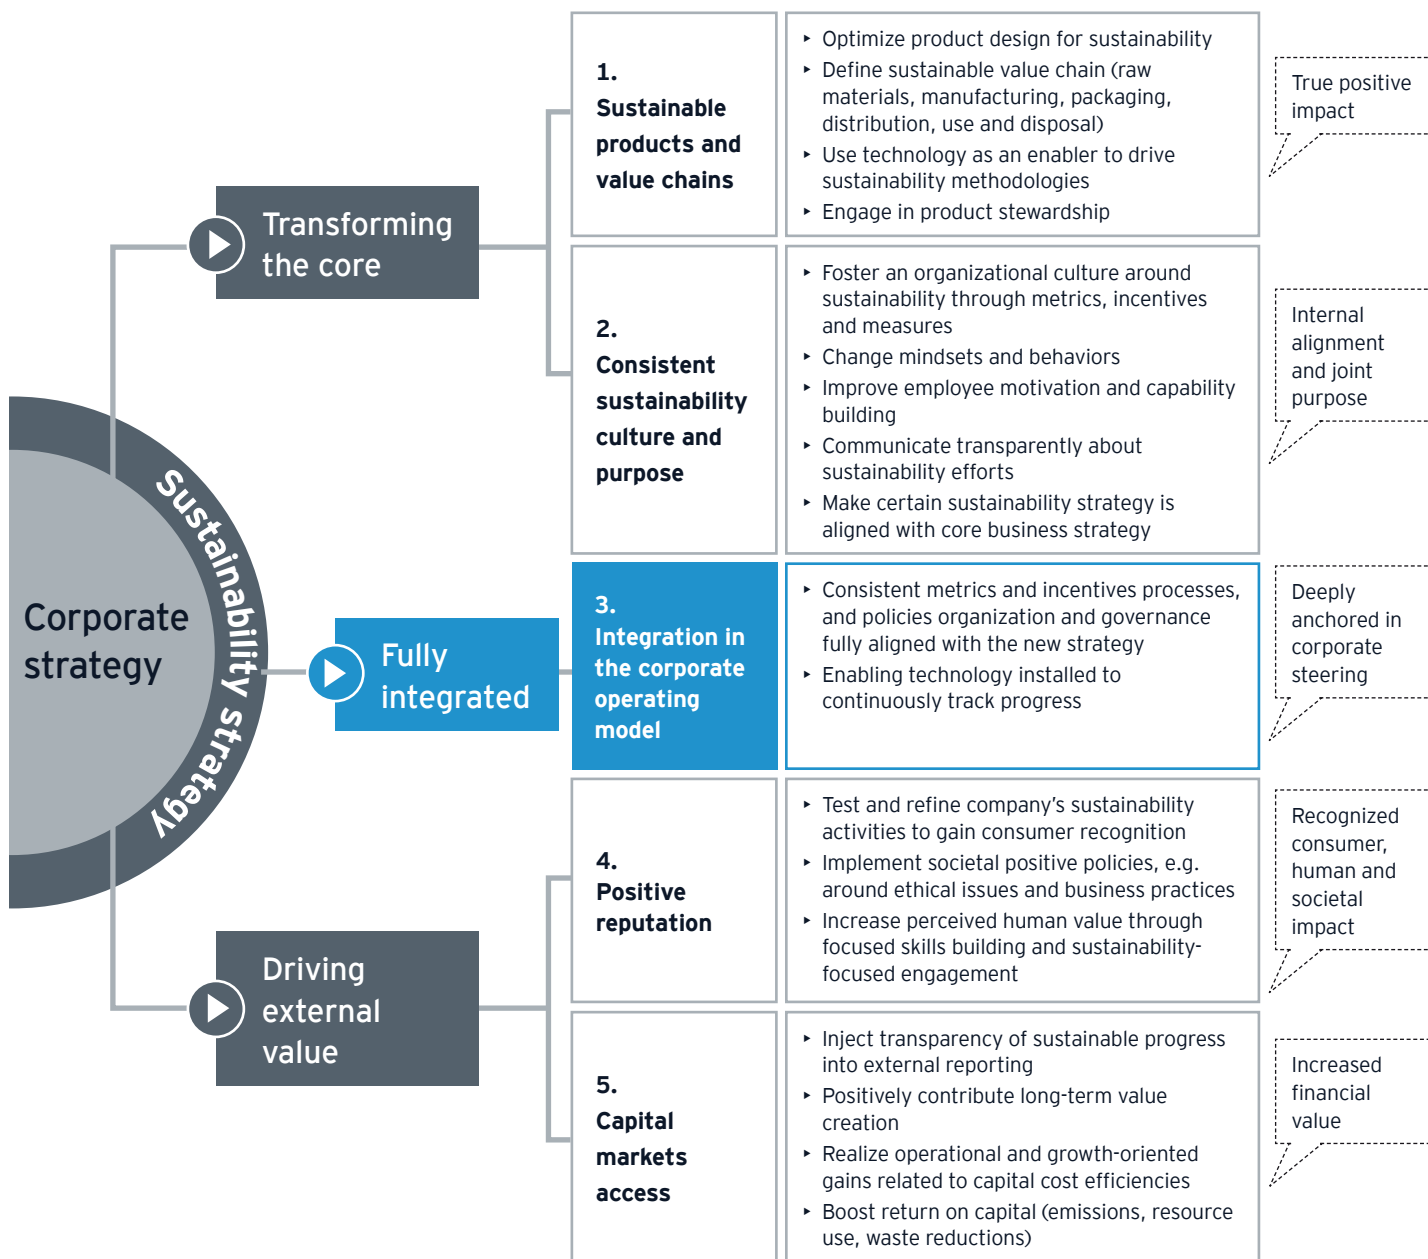 Corporate
strategy
Sustainability strategy
Transforming
the core
1.
Sustainable
products and
value chains
‣ Optimize product design for sustainability
‣ Define sustainable value chain (raw
materials, manufacturing, packaging,
distribution, use and disposal)
‣ Use technology as an enabler to drive
sustainability methodologies
‣ Engage in product stewardship
True positive
impact
2.
Consistent
sustainability
culture and
purpose
‣ Foster an organizational culture around
sustainability through metrics, incentives
and measures
‣ Change mindsets and behaviors
‣ Improve employee motivation and capability
building
‣ Communicate transparently about
sustainability efforts
‣ Make certain sustainability strategy is
aligned with core business strategy
Internal
alignment
and joint
purpose
Fully
integrated
3.
Integration in
the corporate
operating
model
‣ Consistent metrics and incentives processes,
and policies organization and governance
fully aligned with the new strategy
‣ Enabling technology installed to
continuously track progress
Deeply
anchored in
corporate
steering
Driving
external
value
4.
Positive
reputation
‣ Test and refine company’s sustainability
activities to gain consumer recognition
‣ Implement societal positive policies, e.g.
around ethical issues and business practices
‣ Increase perceived human value through
focused skills building and sustainability-
focused engagement
Recognized
consumer,
human and
societal
impact
5.
Capital
markets
access
‣ Inject transparency of sustainable progress
into external reporting
‣ Positively contribute long-term value
creation
‣ Realize operational and growth-oriented
gains related to capital cost efficiencies
‣ Boost return on capital (emissions, resource
use, waste reductions)
Increased
financial
value